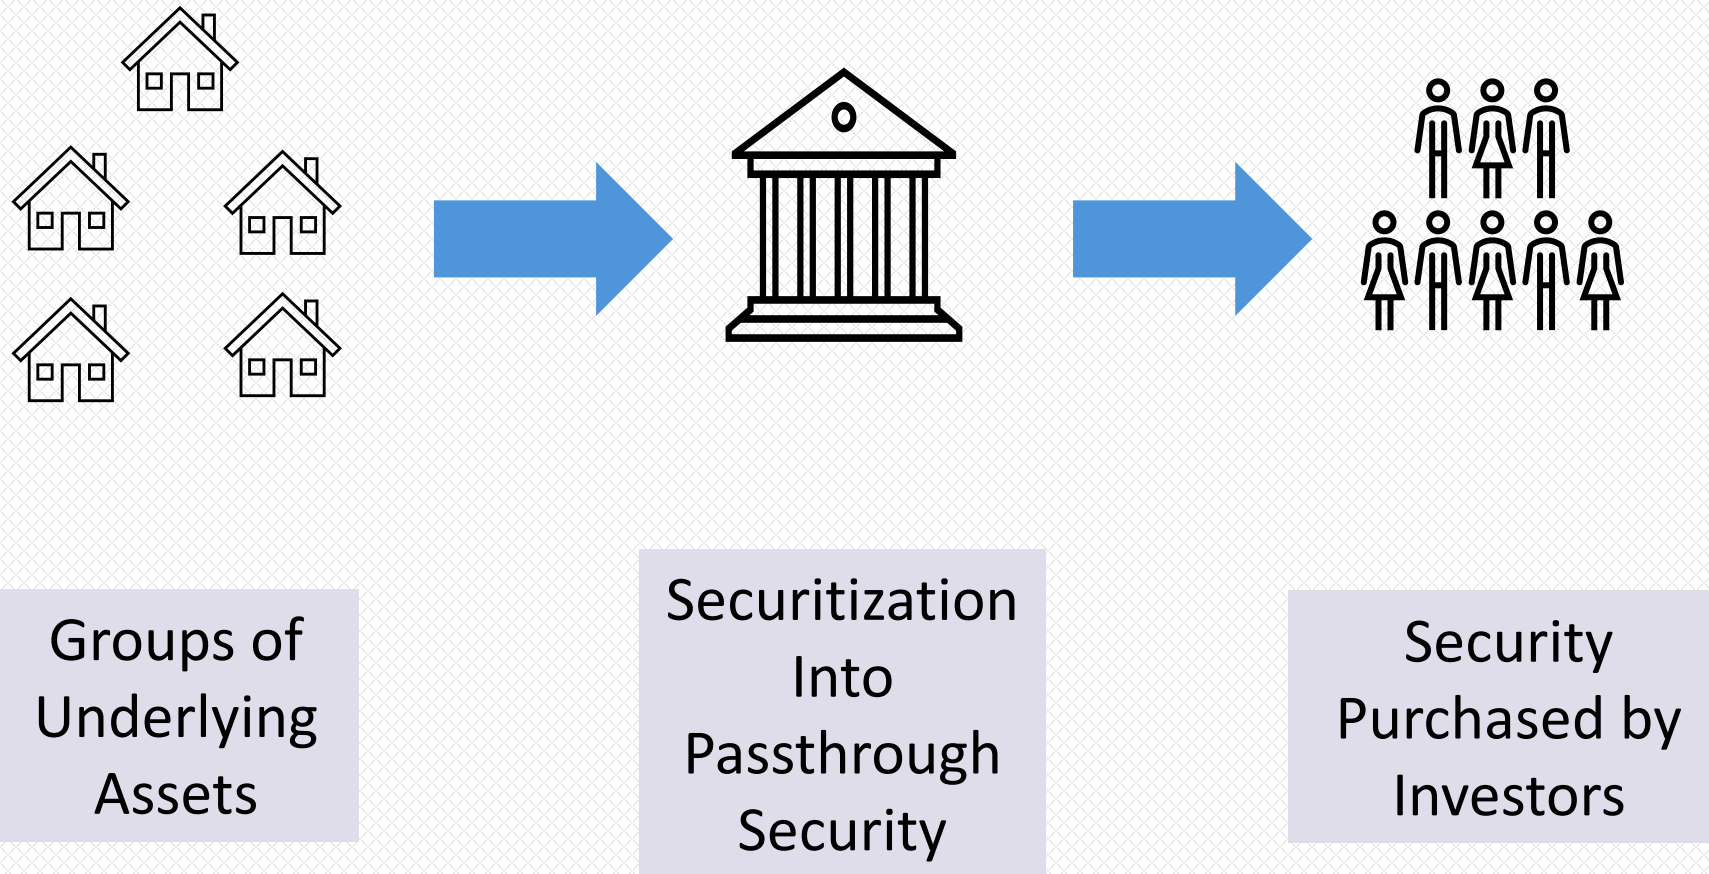 Groups of
Underlying
Assets
Securitization
Into
Passthrough
Security
Security
Purchased by
Investors